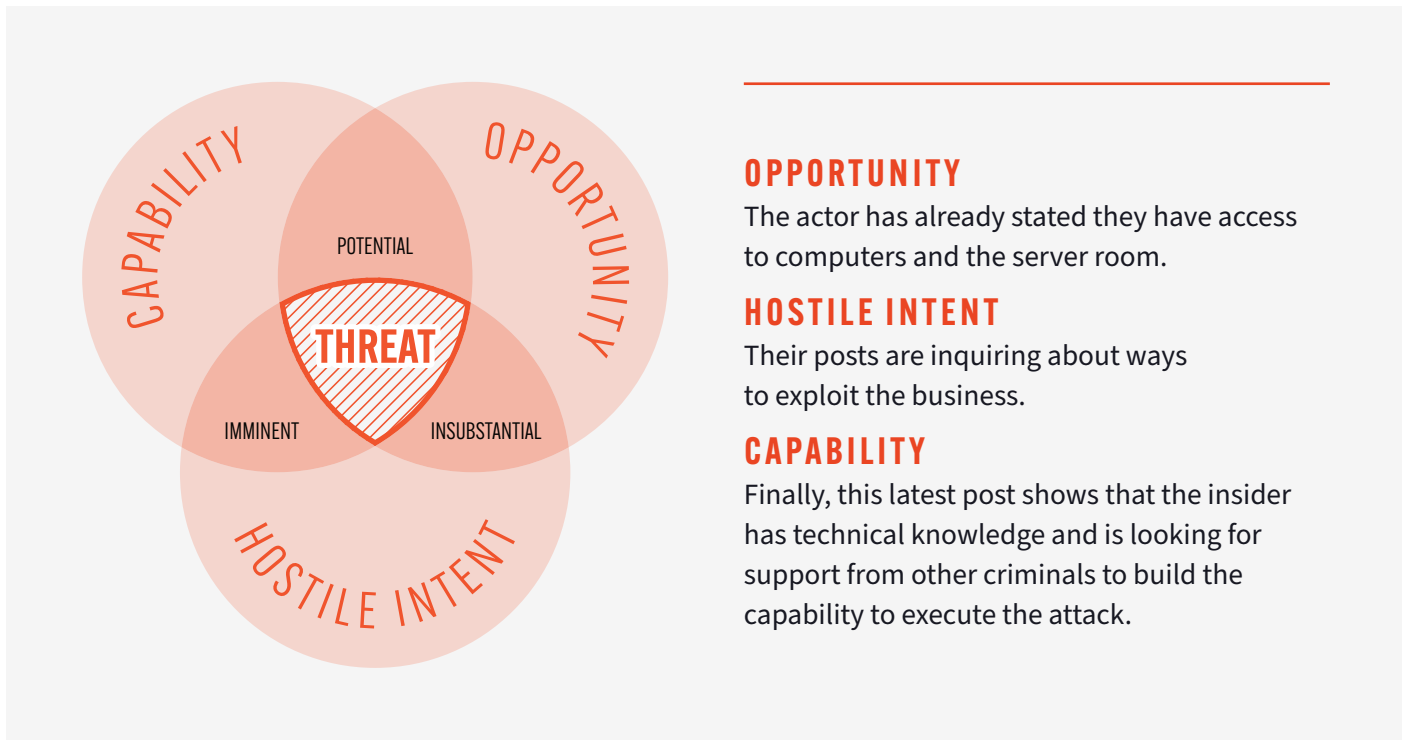 CAPABILITY
OPPORTUNITY
POTENTIAL
THREAT
IMMINENT
INSUBSTANTIAL
HOSTILE INTENT
OPPORTUNITY
The actor has already stated they have access
to computers and the server room.
HOSTILE INTENT
Their posts are inquiring about ways
to exploit the business.
CAPABILITY
Finally, this latest post shows that the insider
has technical knowledge and is looking for
support from other criminals to build the
capability to execute the attack.